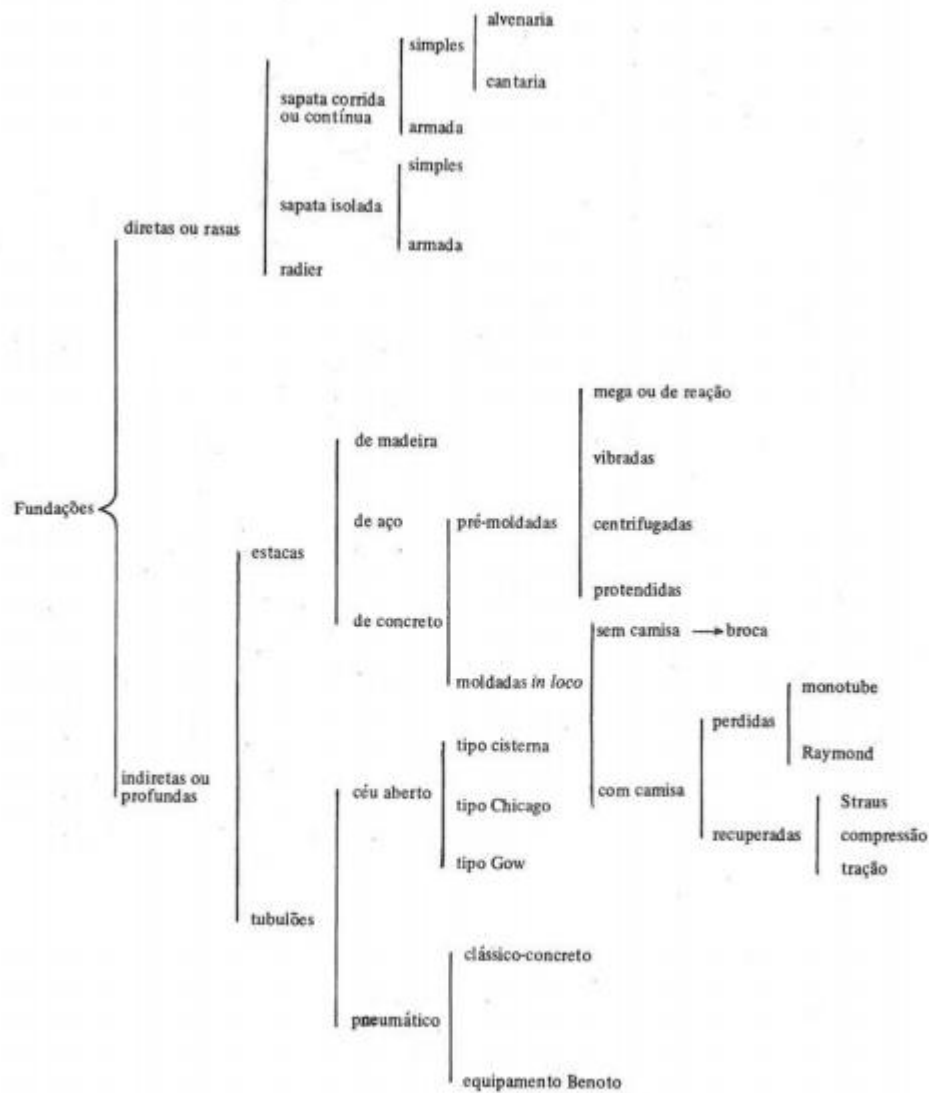 alvenaria
simples
cantaria
sapata corrida
ou contínua
armada
simples
sapata isolada
diretas ou rasas
armada
radier
mega ou de reação
de madeira
vibradas
Fundações
de aço
pré-moldadas
centrifugadas
estacas
protendidas
de concreto
sem camisa → broca
moldadas in loco
monotube
perdidas
tipo cisterna
Raymond
indiretas ou
profundas
céu aberto
com camisa
tipo Chicago
Straus
recuperadas
compressão
tipo Gow
tração
tubulões
clássico-concreto
pneumático
equipamento Benoto